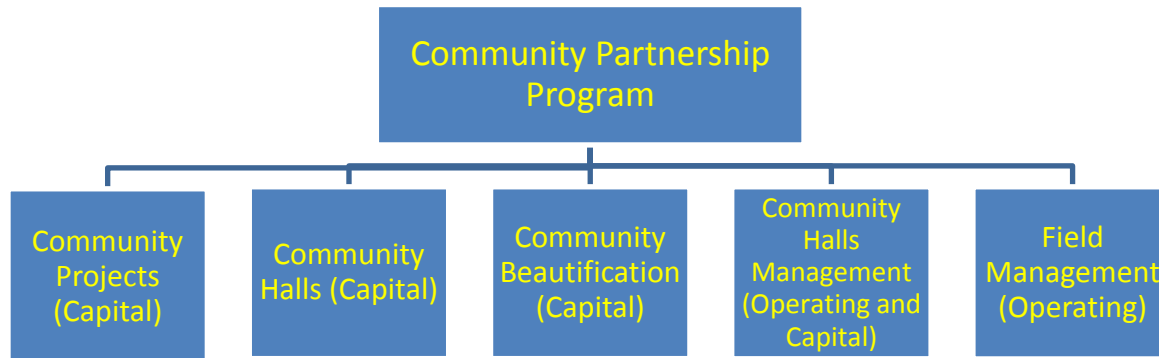 Community Partnership
Program
Community
Projects
(Capital)
Community
Halls (Capital)
Community
Beautification
(Capital)
Community
Halls
Management
(Operating and
Capital)
Field
Management
(Operating)